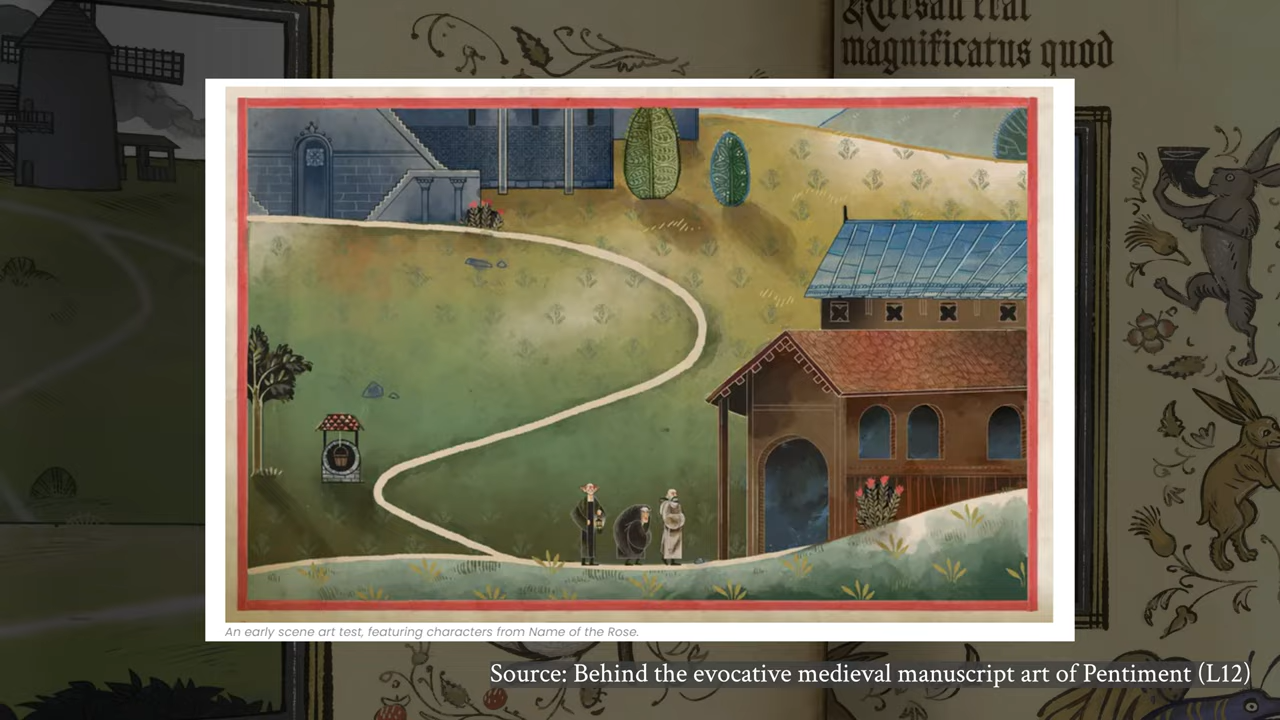 magnificatus quod
An early scene art test, featuring characters from Name of the Rose.
Source: Behind the evocative medieval manuscript art of Pentiment (L12)